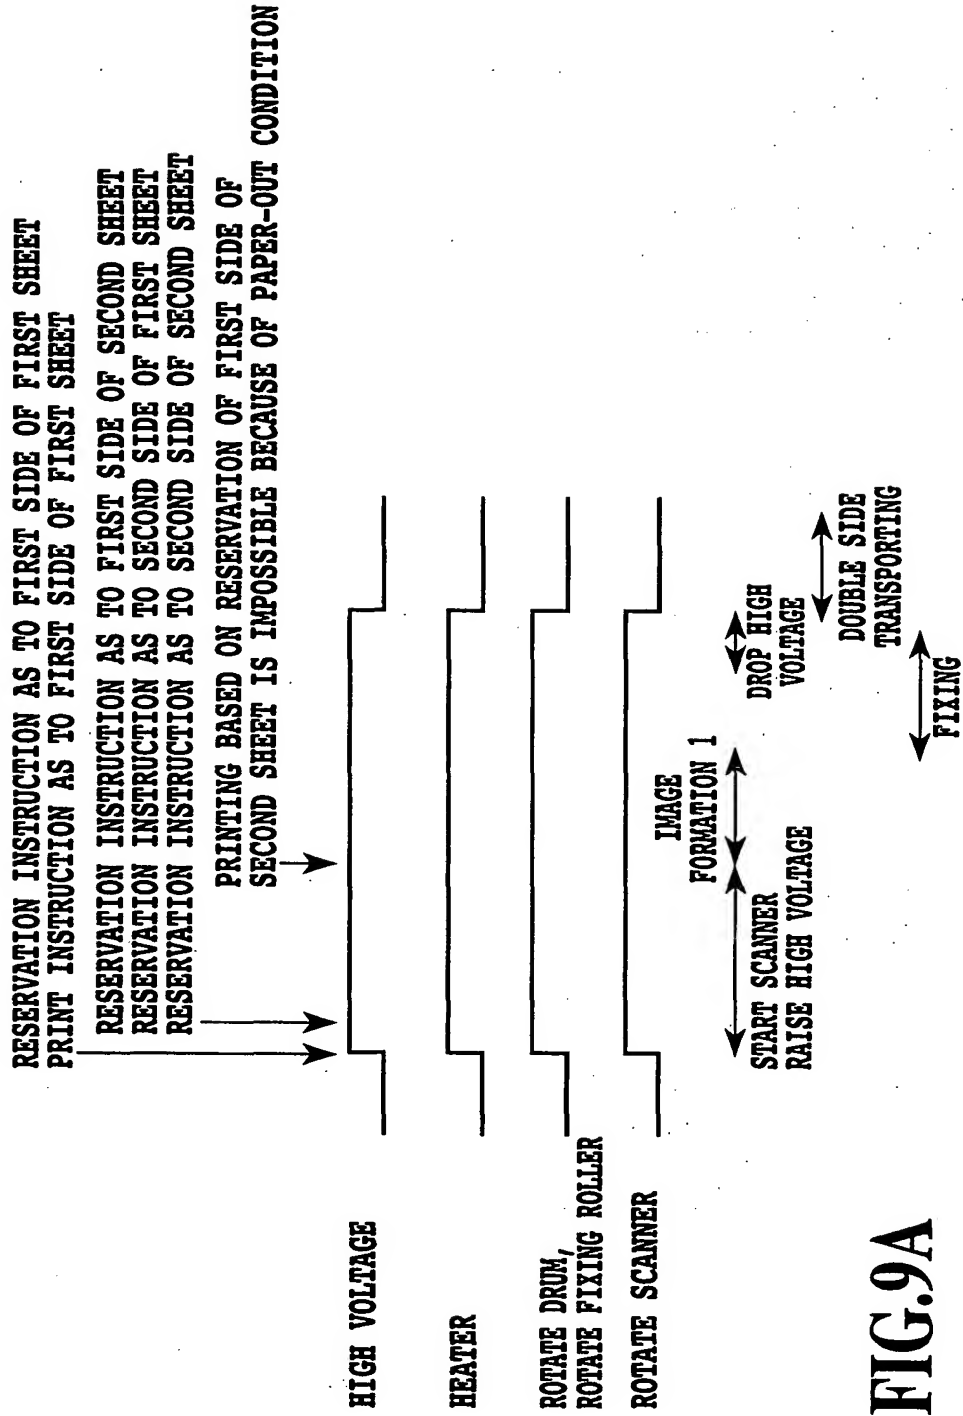 RESERVATION INSTRUCTION AS TO FIRST SIDE OF FIRST SHEET
PRINT INSTRUCTION AS TO FIRST SIDE OF FIRST SHEET
RESERVATION INSTRUCTION AS TO FIRST SIDE OF SECOND SHEET
RESERVATION INSTRUCTION AS TO SECOND SIDE OF FIRST SHEET
RESERVATION INSTRUCTION AS TO SECOND SIDE OF SECOND SHEET
PRINTING BASED ON RESERVATION OF FIRST SIDE OF
SECOND SHEET IS IMPOSSIBLE BECAUSE OF PAPER-OUT CONDITION
HIGH VOLTAGE
HEATER
ROTATE DRUM,
ROTATE FIXING ROLLER
ROTATE SCANNER
START SCANNER
RAISE HIGH VOLTAGE
IMAGE
FORMATION 1
DROP HIGH
VOLTAGE
DOUBLE SIDE
TRANSPORTING
FIXING
FIG.9A